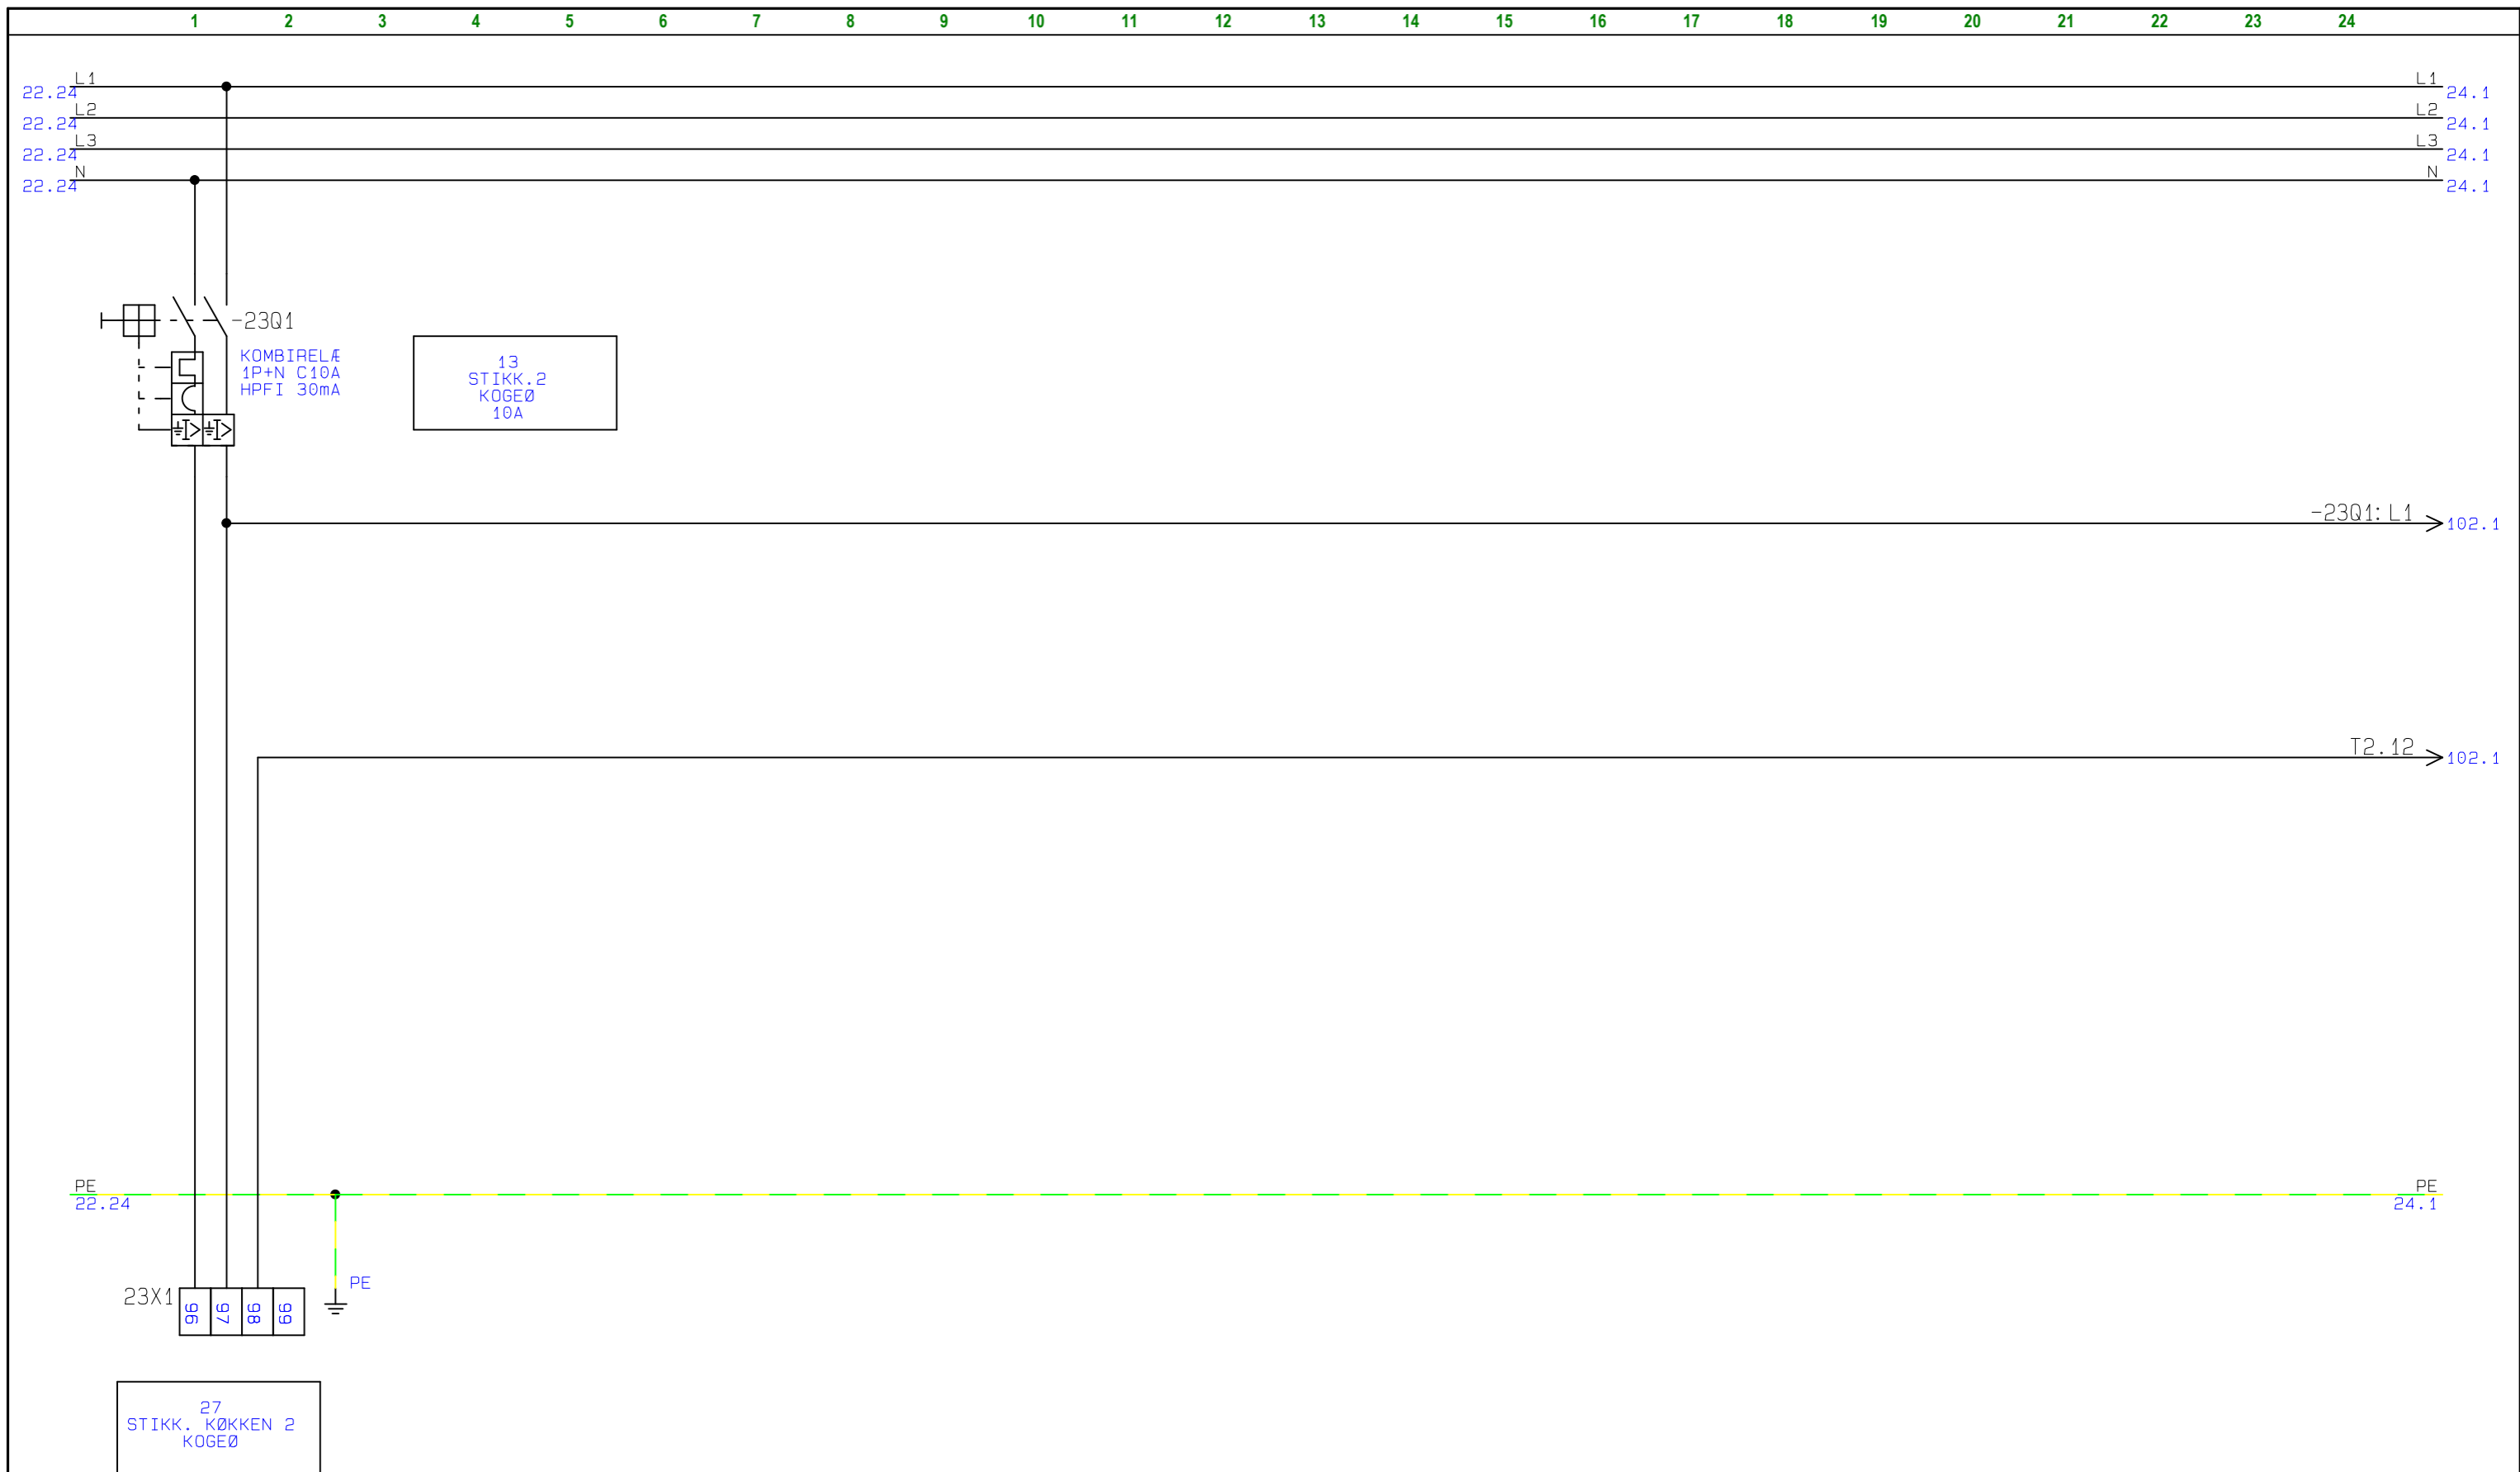 1 2 3 4 5 6 7 8 9 10 11 12 13 14 15 16 17 18 19 20 21 22 23 24
L1 L1
22.24 24.1
L2 L2
22.24 24.1
L3 L3
22.24 24.1
N N
22.24 24.1
-23Q1
KOMBIRELÆ
1P+N C10A
HPFI 30mA
13
STIKK.2
KOGEØ
10A
-23Q1:L1
102.1
T2.12
102.1
PE PE
22.24 24.1
PE
23X1
96 97 98 99
27
STIKK. KØKKEN 2
KOGEØ